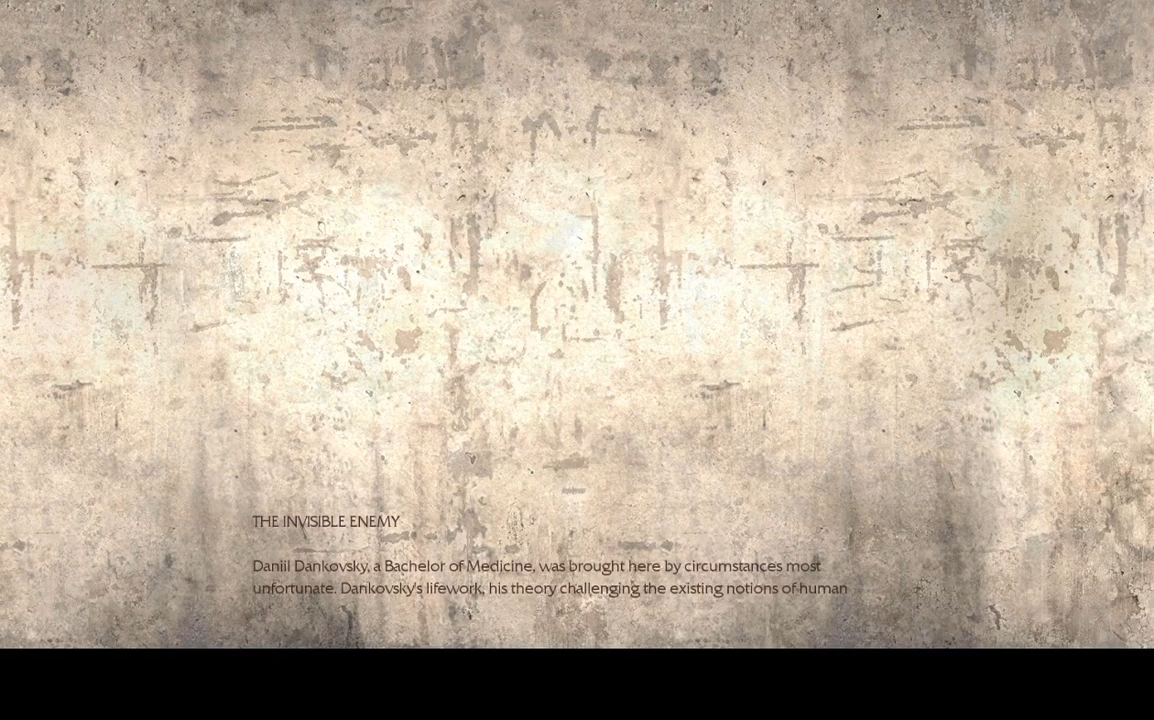 THE INVISIBLE ENEMY
Daniil Dankovsky, a Bachelor of Medicine, was brought here by circumstances most
unfortunate. Dankovsky's lifework, his theory challenging the existing notions of human